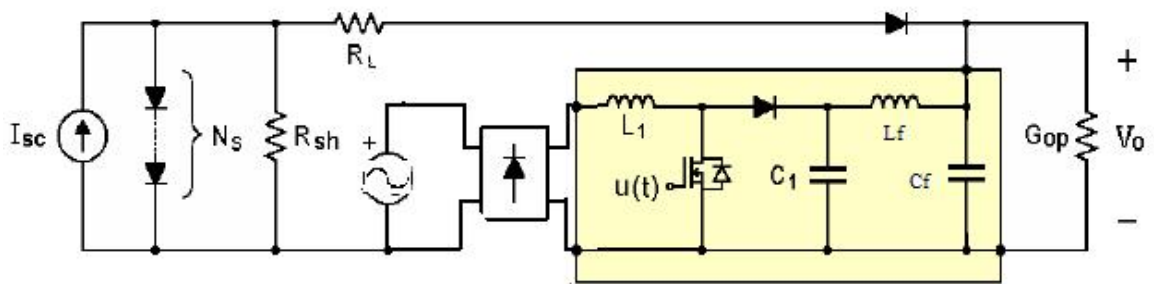 Isc
Ns
Rsh
RL
+
L1
u(t)
C1
Lf
Cf
Gop
+
Vo
−